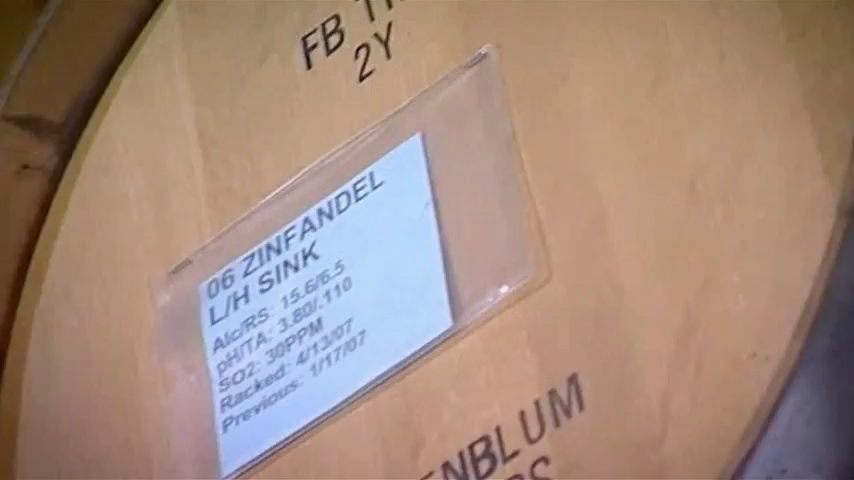 FB
2Y
06 ZINFANDEL
L/H SINK
Alc/RS: 15.6/6.5
pH/TA: 3.80/.110
SO2: 30PPM
Racked: 4/13/07
Previous: 1/17/07
ENBLUM
RS